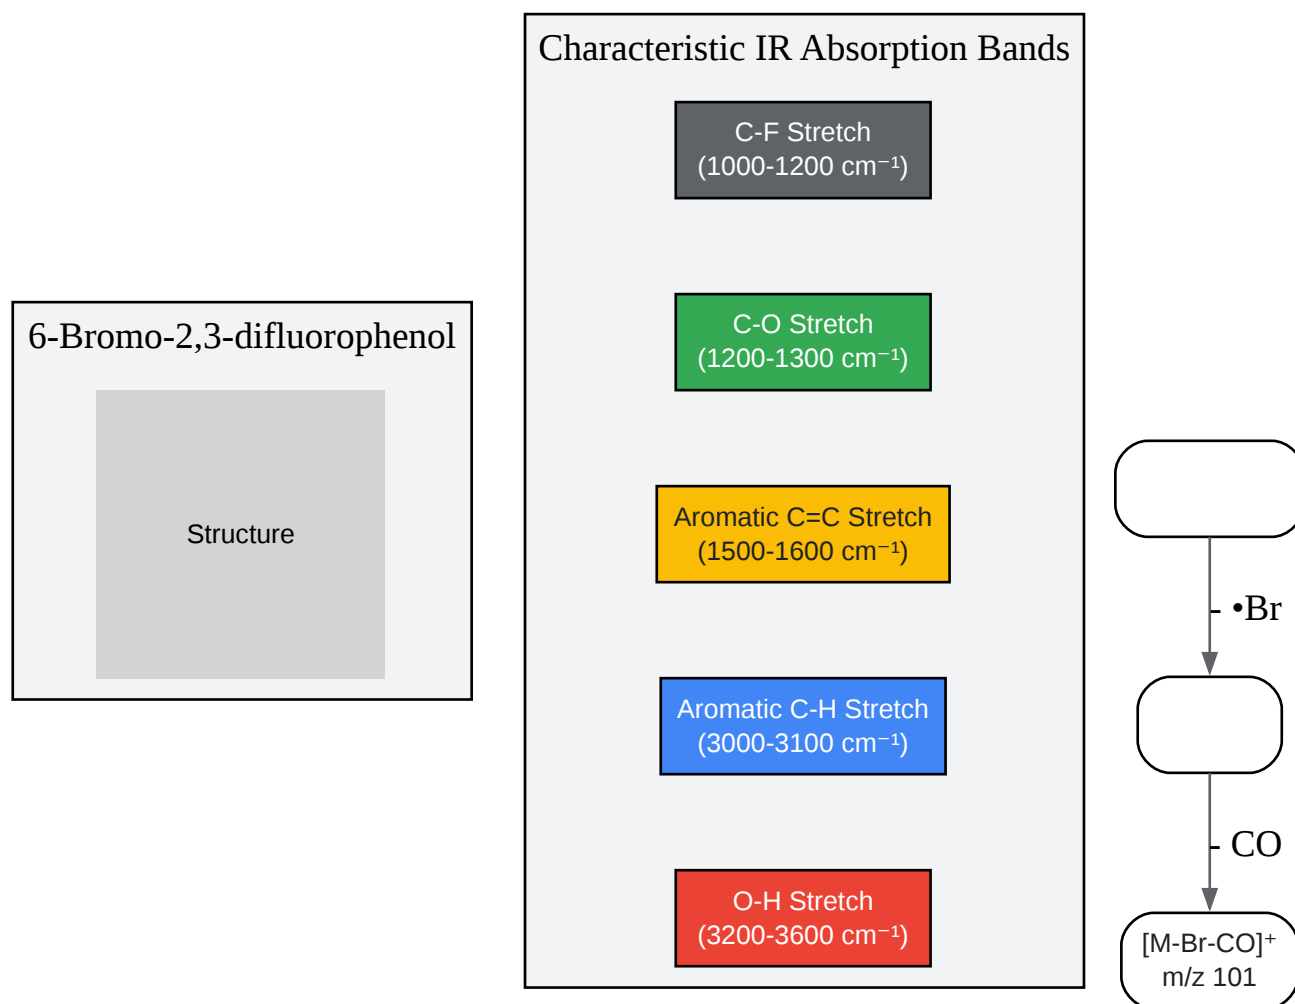 6-Bromo-2,3-difluorophenol
Structure
Characteristic IR Absorption Bands
C-F Stretch
(1000-1200 cm⁻¹)
C-O Stretch
(1200-1300 cm⁻¹)
Aromatic C=C Stretch
(1500-1600 cm⁻¹)
Aromatic C-H Stretch
(3000-3100 cm⁻¹)
O-H Stretch
(3200-3600 cm⁻¹)
- •Br
- CO
[M-Br-CO]⁺
m/z 101